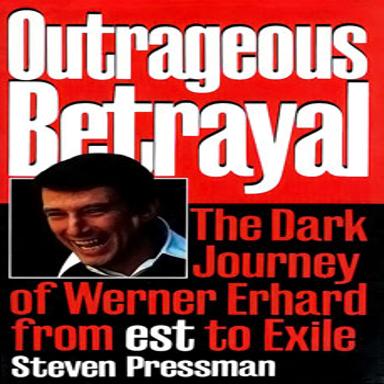 Outrageous
Betrayal
The Dark
Journey
of Werner Erhard
from est to Exile
Steven Pressman